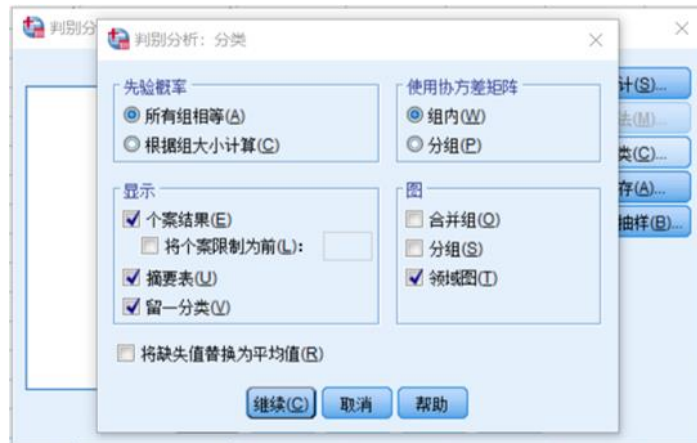 判别分
判别分析：分类
先验概率
所有组相等(A)
根据组大小计算(C)
使用协方差矩阵
组内(W)
分组(P)
显示
个案结果(E)
将个案限制为前(L)：
摘要表(U)
留一分类(V)
图
合并组(O)
分组(S)
领域图(T)
将缺失值替换为平均值(R)
继续(C)
取消
帮助
计(S)...
法(M)...
类(C)...
存(A)...
抽样(B)...